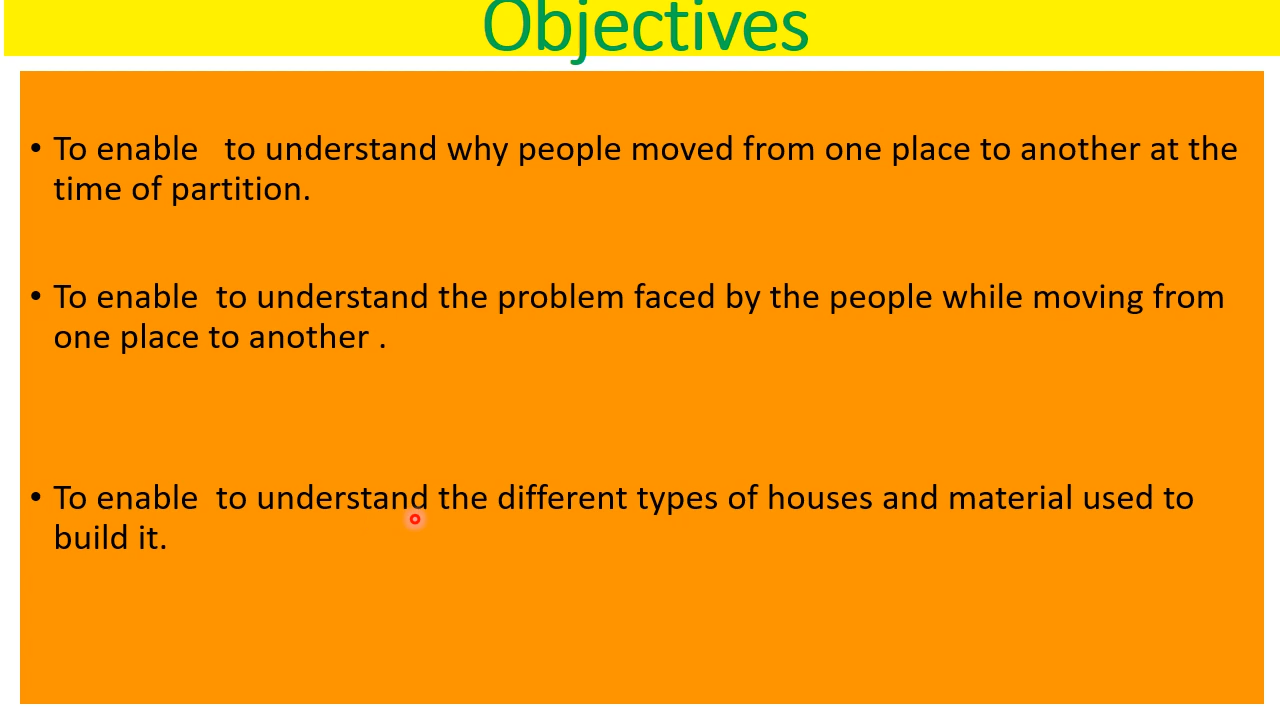 Objectives
• To enable   to understand why people moved from one place to another at the
time of partition.
• To enable  to understand the problem faced by the people while moving from
one place to another .
• To enable  to understand the different types of houses and material used to
build it.